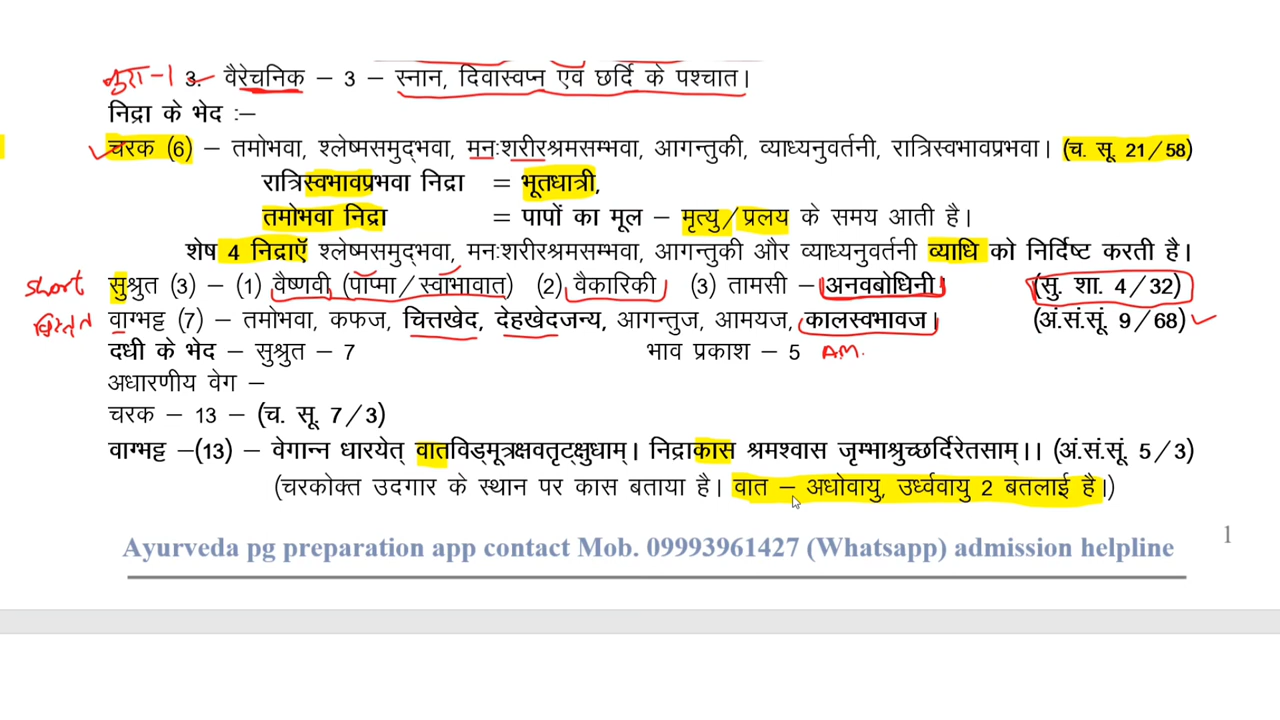 3. वैरेचनिक – 3 – स्नान, दिवास्वप्न एवं छर्दि के पश्चात।
निद्रा के भेद :–
चरक (6) – तमोभवा, श्लेष्मसमुद्भवा, मनःशरीरश्रमसम्भवा, आगन्तुकी, व्याध्यनुवर्तनी, रात्रिस्वभावप्रभवा। (च. सू. 21/58)
रात्रिस्वभावप्रभवा निद्रा = भूतधात्री,
तमोभवा निद्रा = पापों का मूल – मृत्यु/प्रलय के समय आती है।
शेष 4 निद्राऍ श्लेष्मसमुद्भवा, मनःशरीरश्रमसम्भवा, आगन्तुकी और व्याध्यनुवर्तनी व्याधि को निर्दिष्ट करती है।
short सुश्रुत (3) – (1) वैष्णवी (पाप्मा/स्वाभावात) (2) वैकारिकी (3) तामसी – अनवबोधिनी (सु. शा. 4/32)
वाग्भट्ट (7) – तमोभवा, कफज, चित्तखेद, देहखेदजन्य, आगन्तुज, आमयज, कालस्वभावज। (अं.सं.सूं. 9/68)
दधी के भेद – सुश्रुत – 7 भाव प्रकाश – 5 A.M.
अधारणीय वेग –
चरक – 13 – (च. सू. 7/3)
वाग्भट्ट –(13) – वेगान्न धारयेत् वातविड्मूत्रक्षवतृट्क्षुधाम्। निद्राकास श्रमश्वास जृम्भाश्रुच्छर्दिरेतसाम्।। (अं.सं.सूं. 5/3)
(चरकोक्त उदगार के स्थान पर कास बताया है। वात – अधोवायु, उर्ध्ववायु 2 बतलाई है।)
Ayurveda pg preparation app contact Mob. 09993961427 (Whatsapp) admission helpline
1